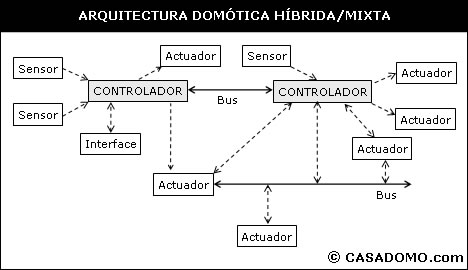 ARQUITECTURA DOMÓTICA HÍBRIDA/MIXTA
Actuador
Sensor
Sensor
Actuador
CONTROLADOR
CONTROLADOR
Bus
Sensor
Actuador
Interface
Actuador
Actuador
Bus
Actuador
© CASADOMO.com